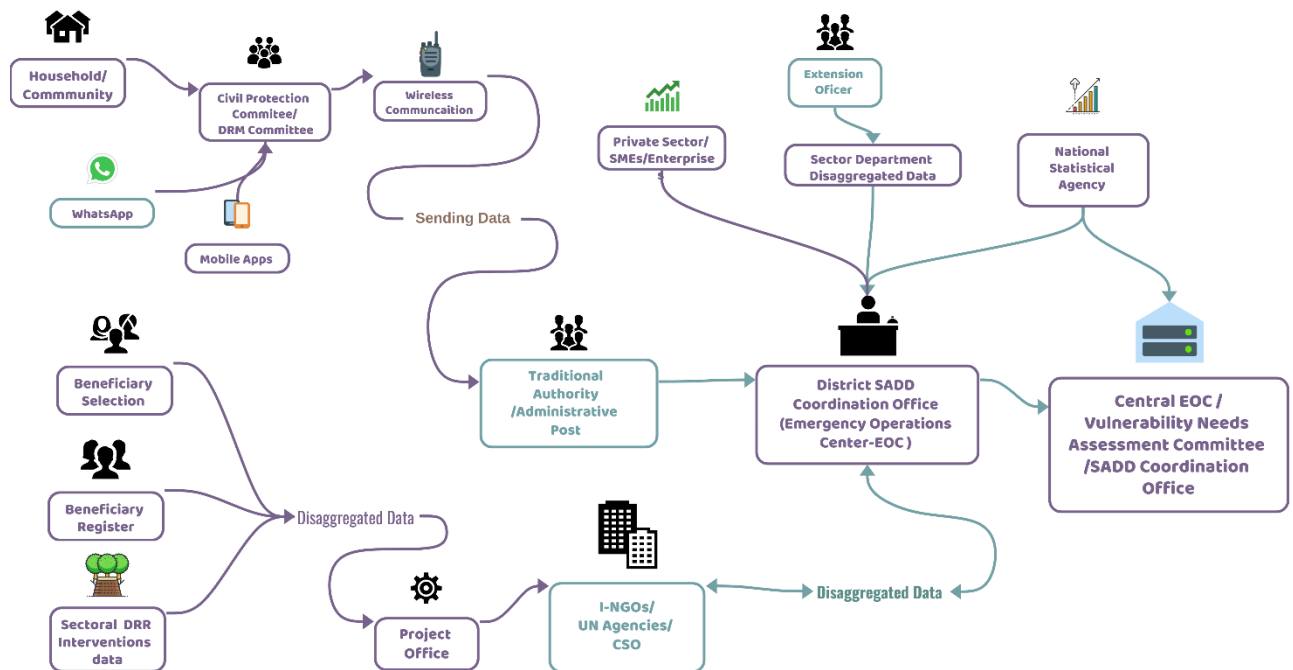 Household/
Commmunity
Civil Protection
Commitee/
DRM Committee
Wireless
Communcaition
WhatsApp
Mobile Apps
Sending Data
Extension
Oficer
Private Sector/
SMEs/Enterprise
s
Sector Department
Disaggregated Data
National
Statistical
Agency
Traditional
Authority
/Administrative
Post
District SADD
Coordination Office
(Emergency Operations
Center-EOC )
Central EOC /
Vulnerability Needs
Assessment Committee
/SADD Coordination
Office
Beneficiary
Selection
Beneficiary
Register
Sectoral DRR
Interventions
data
Disaggregated Data
Project
Office
I-NGOs/
UN Agencies/
CSO
Disaggregated Data